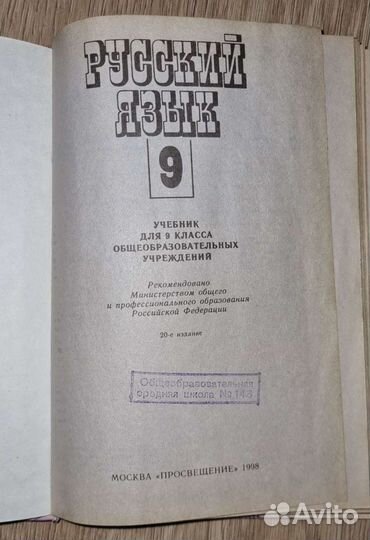 РУССКИЙ
ЯЗЫК
9
УЧЕБНИК
ДЛЯ 9 КЛАССА
ОБЩЕОБРАЗОВАТЕЛЬНЫХ
УЧРЕЖДЕНИЙ
Рекомендовано
Министерством общего
и профессионального образования
Российской Федерации
20-е издание
Общеобразовательная
средняя школа №
МОСКВА «ПРОСВЕЩЕНИЕ» 1998
Avito